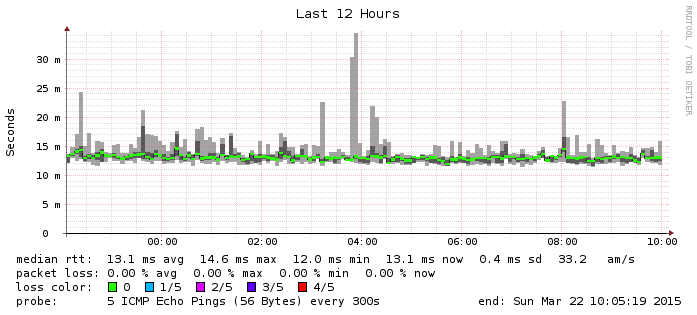 Last 12 Hours
RRDTOOL / TOBI OETIKER
Seconds
30 m
25 m
20 m
15 m
10 m
5 m
0
00:00 02:00 04:00 06:00 08:00 10:00
median rtt: 13.1 ms avg 14.6 ms max 12.0 ms min 13.1 ms now 0.4 ms sd 33.2 am/s
packet loss: 0.00 % avg 0.00 % max 0.00 % min 0.00 % now
loss color: 0 1/5 2/5 3/5 4/5
probe: 5 ICMP Echo Pings (56 Bytes) every 300s end: Sun Mar 22 10:05:19 2015